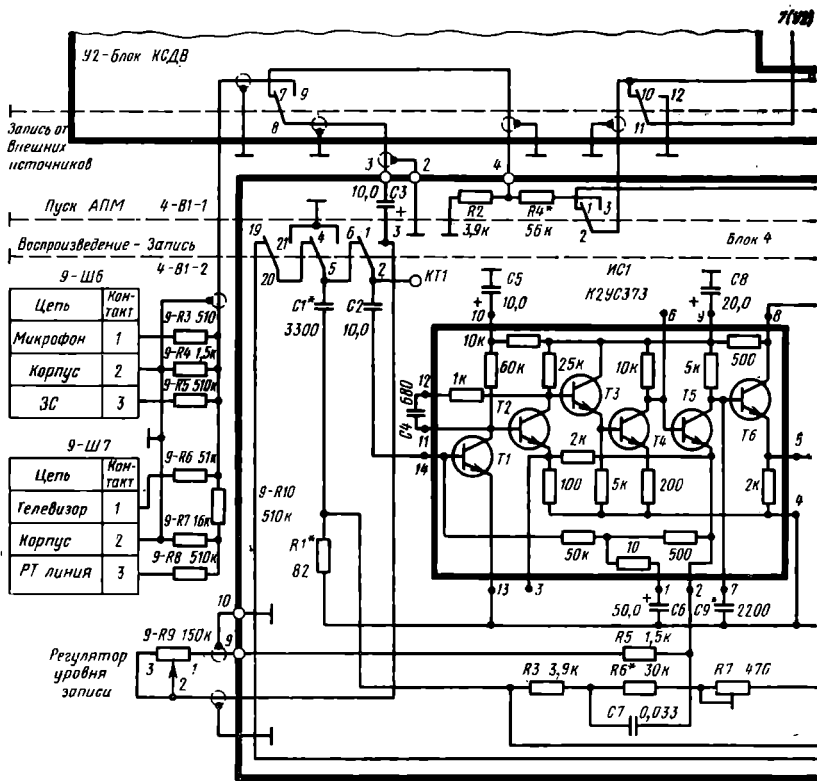 7(У2)
У2-Блок КСДВ
7 9
8
10 12
11
Запись от
внешних
источников
3 2 4
10,0 C3
+
R2
3,9к
R4*
56к
1 3
2
Пуск АПМ 4-В1-1
Воспроизведение - Запись
4-В1-2
Блок 4
19 21 4 6 1 3
20 5 2
КТ1
C1*
3300
C2
10,0
C5
+ 10,0
10
ИС1
К2УС373
6
C8
+ 20,0
У
8
9-Ш6
Цепь Кон-такт
Микрофон 1
Корпус 2
ЗС 3
9-R3 510
9-R4 1,5к
9-R5 510к
9-Ш7
Цепь Кон-такт
Телевизор 1
Корпус 2
РТ линия 3
9-R6 51к
9-R7 16к
9-R8 510к
9-R10
510к
10к
60к
25к
10к
5к
500
12
1к
C4 680
11
14
T1
T2
T3
T4
T5
T6
2к
100
5к
200
2к
5
4
50к
10
500
R1*
82
13 3 1 2 7
+
50,0 C6
C9* 2200
10
9
9-R9 150к
3 1
2
Регулятор
уровня
записи
R5 1,5к
R3 3,9к
R6* 30к
R7 470
C7 0,033